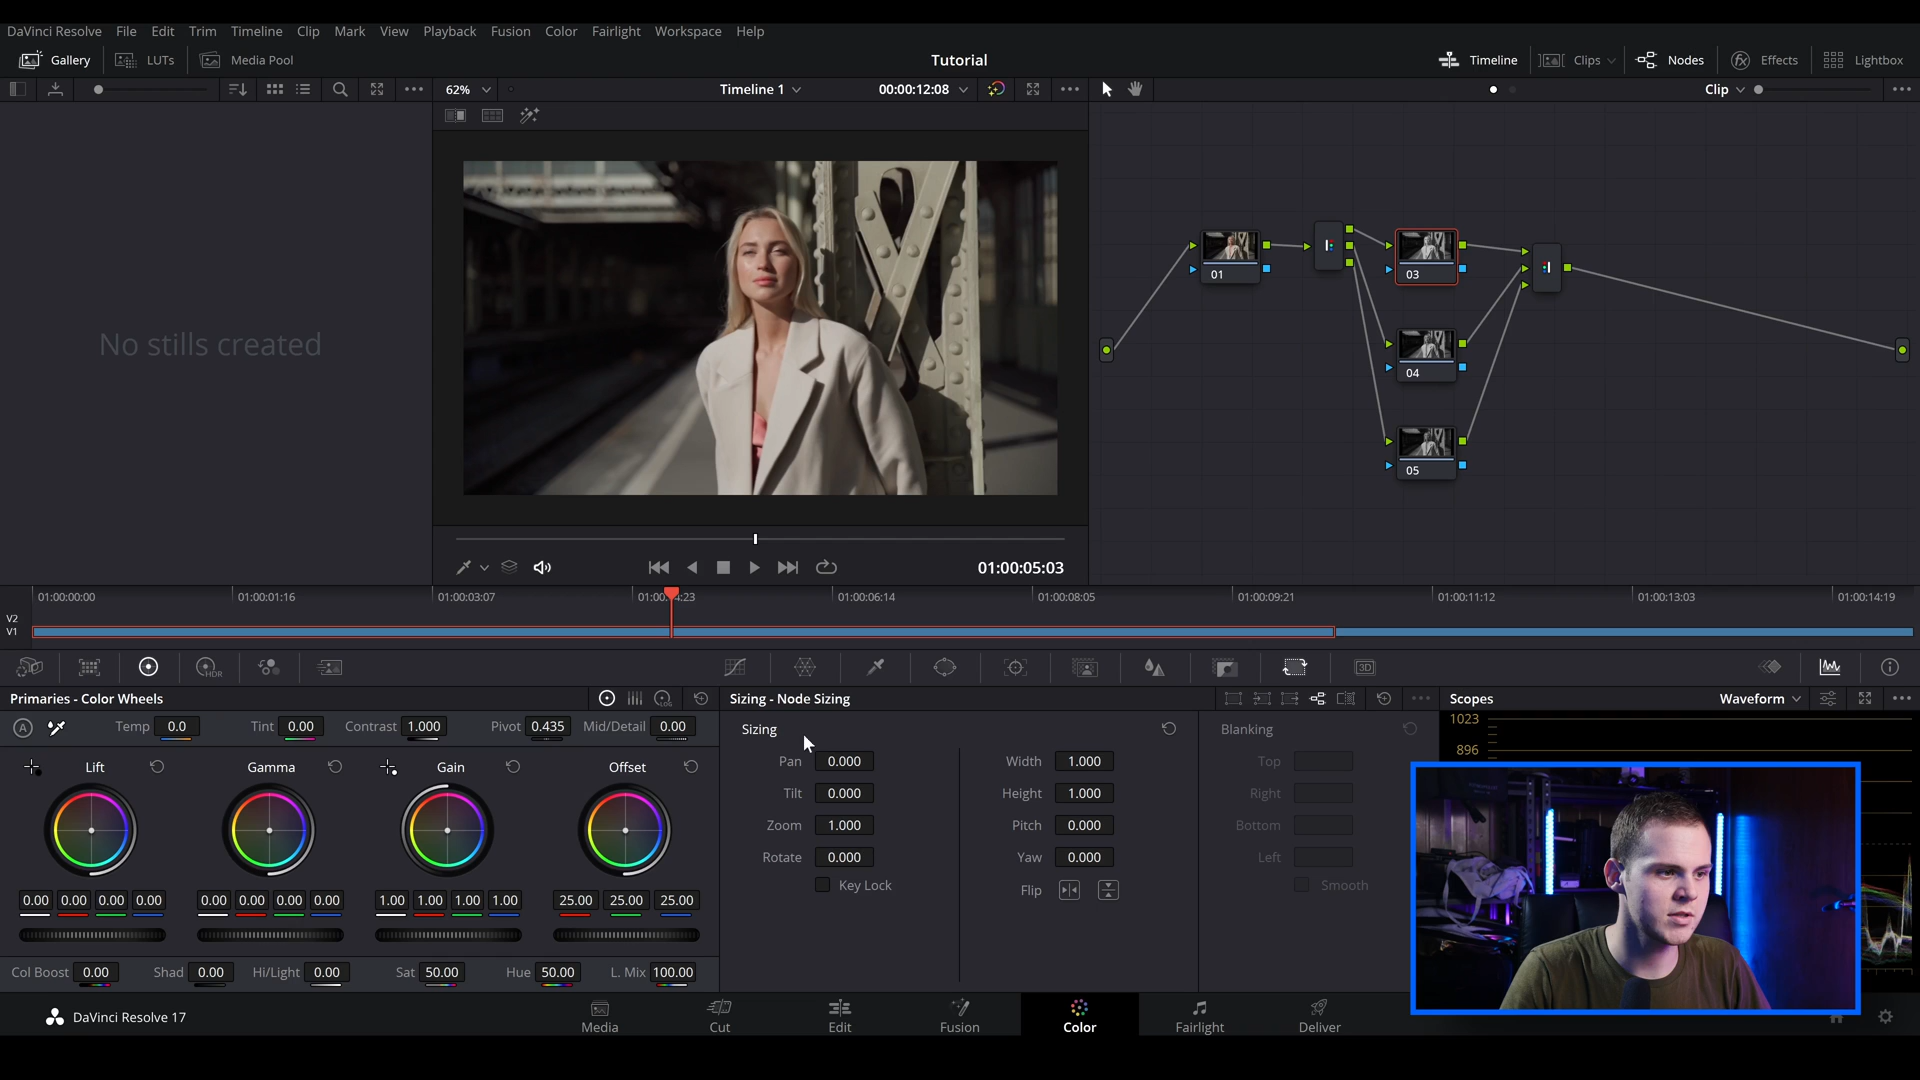 DaVinci Resolve File Edit Trim Timeline Clip Mark View Playback Fusion Color Fairlight Workspace Help
Gallery LUTs Media Pool Tutorial Timeline Clips Nodes Effects Lightbox
62% Timeline 1 00:00:12:08 Clip
No stills created
01
03
04
05
01:00:05:03
01:00:00:00 01:00:01:16 01:00:03:07 01:00: :23 01:00:06:14 01:00:08:05 01:00:09:21 01:00:11:12 01:00:13:03 01:00:14:19
V2
V1
HDR
3D
Primaries - Color Wheels LOG Sizing - Node Sizing Scopes Waveform
A Temp 0.0 Tint 0.00 Contrast 1.000 Pivot 0.435 Mid/Detail 0.00
Sizing Blanking
1023
896
Lift Gamma Gain Offset
Pan 0.000 Width 1.000 Top
Tilt 0.000 Height 1.000 Right
Zoom 1.000 Pitch 0.000 Bottom
Rotate 0.000 Yaw 0.000 Left
Key Lock Flip Smooth
0.00 0.00 0.00 0.00 0.00 0.00 0.00 0.00 1.00 1.00 1.00 1.00 25.00 25.00 25.00
Col Boost 0.00 Shad 0.00 Hi/Light 0.00 Sat 50.00 Hue 50.00 L. Mix 100.00
DaVinci Resolve 17 Media Cut Edit Fusion Color Fairlight Deliver